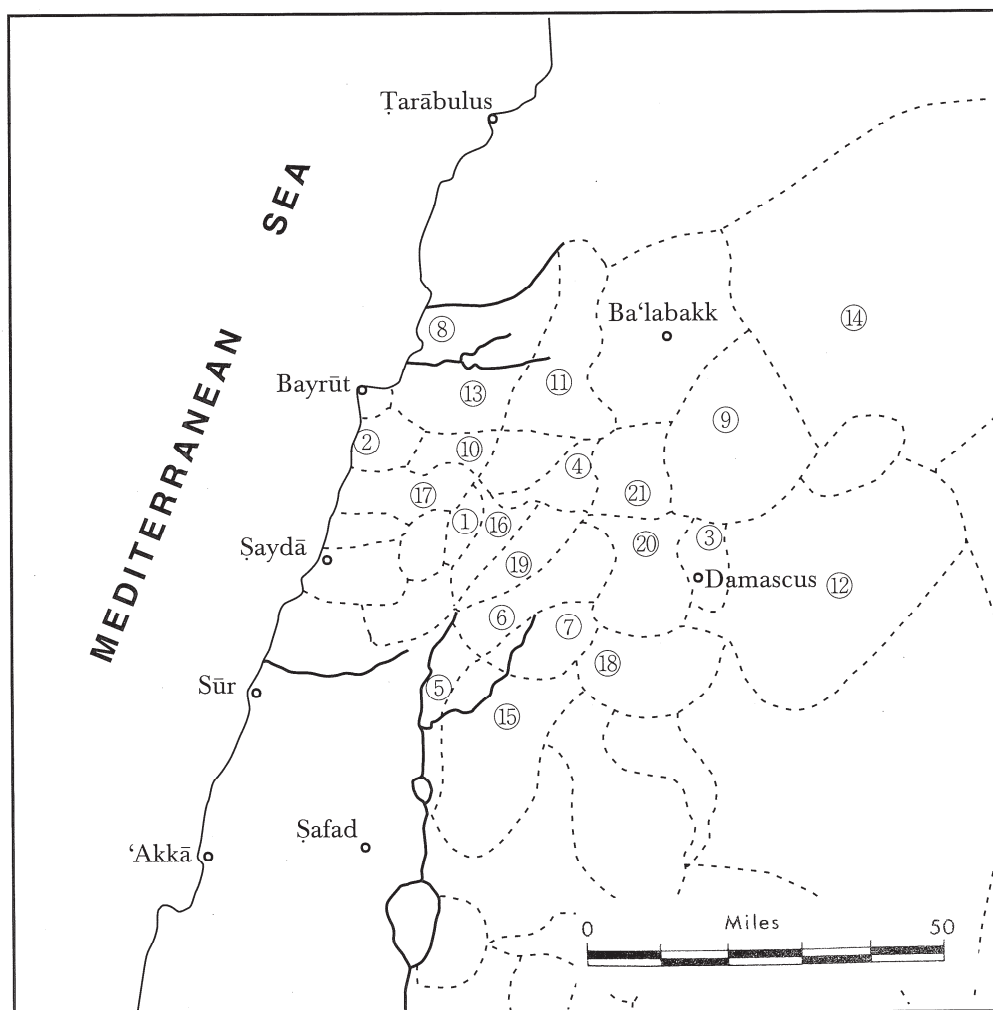 Ṭarābulus
MEDITERRANEAN SEA
Ba‘labakk
⑭
⑧
Bayrūt
⑪
⑬
⑨
②
⑩
④
⑰
㉑
①
⑯
⑳
③
Ṣaydā
⑲
Damascus
⑫
⑥
⑦
⑱
Sūr
⑤
⑮
Ṣafad
‘Akkā
0 Miles 50